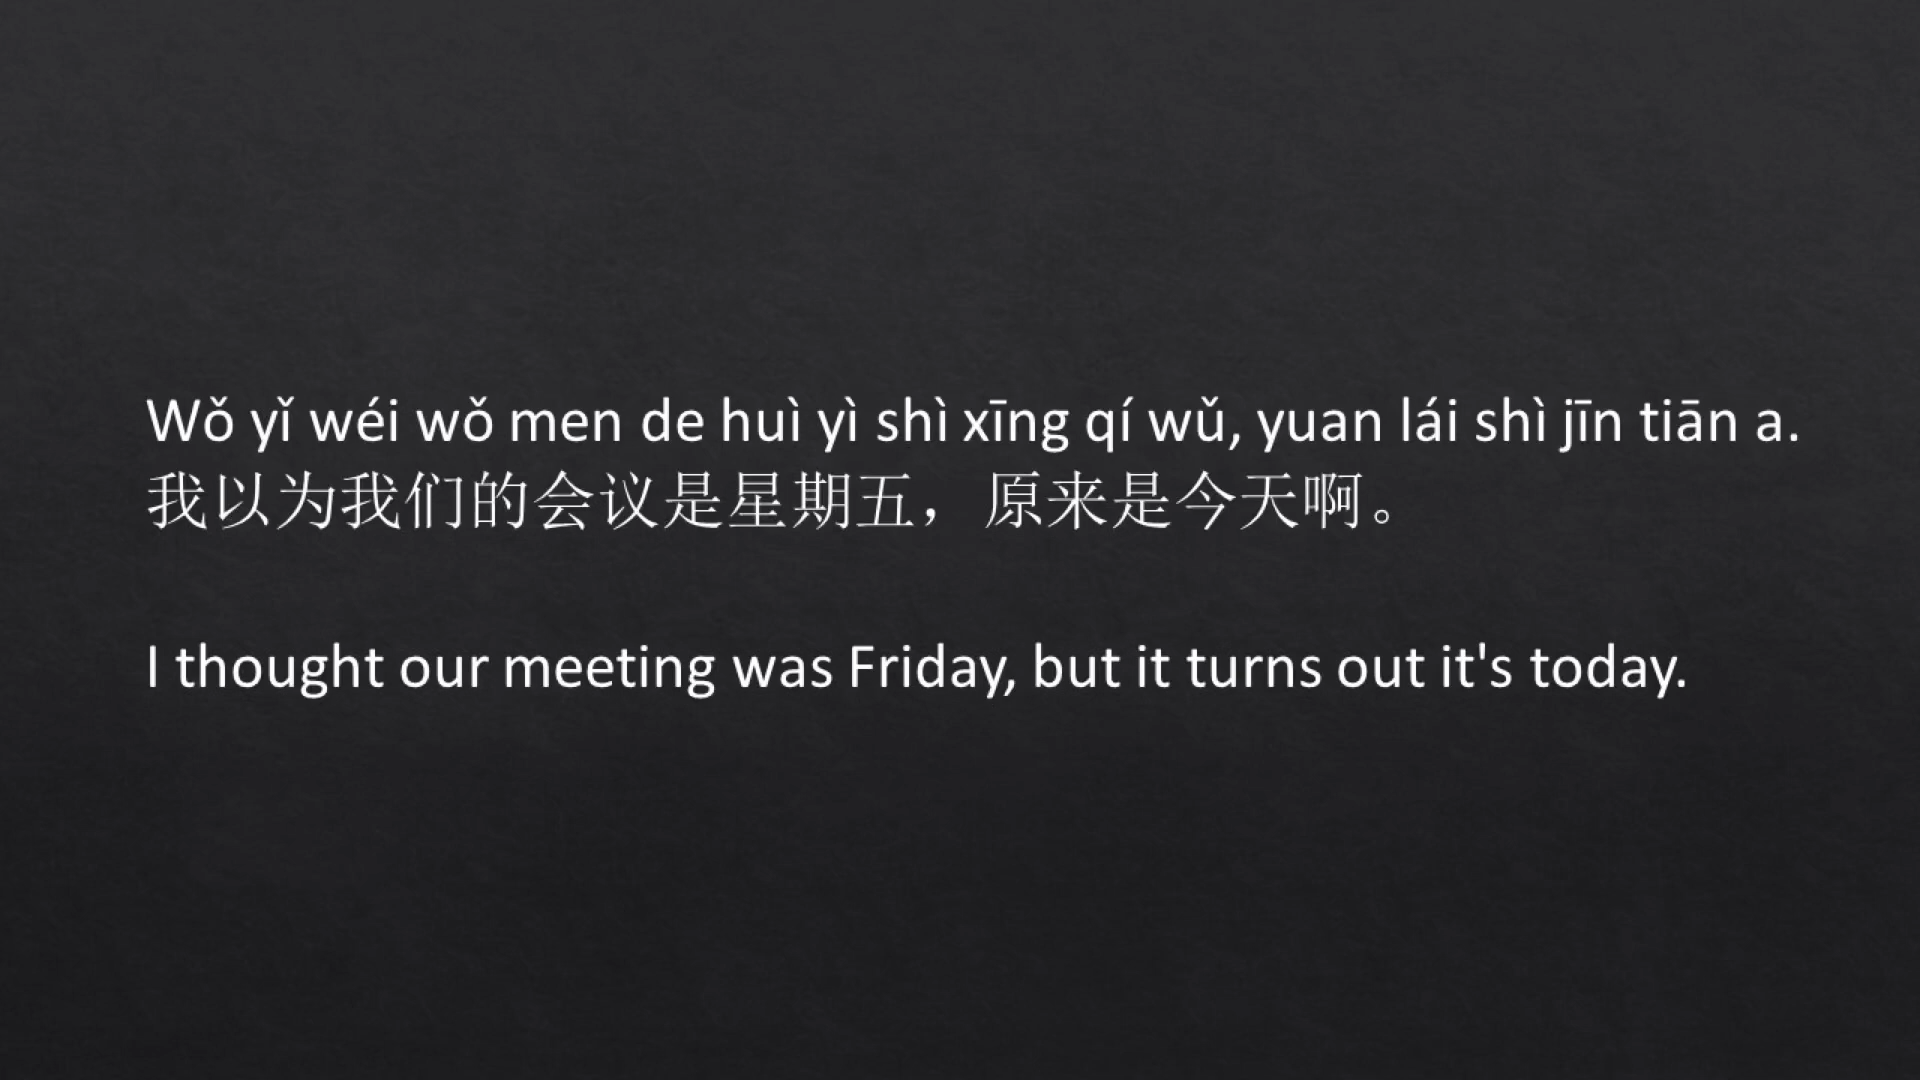 Wǒ yǐ wéi wǒ men de huì yì shì xīng qí wǔ, yuan lái shì jīn tiān a.
我以为我们的会议是星期五，原来是今天啊。
I thought our meeting was Friday, but it turns out it's today.